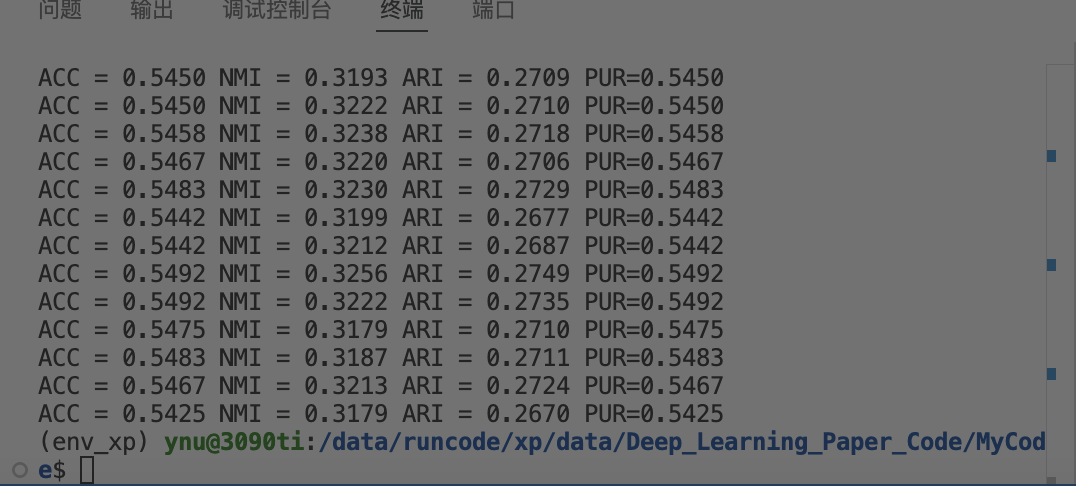 问题 输出 调试控制台 终端 端口
ACC = 0.5450 NMI = 0.3193 ARI = 0.2709 PUR=0.5450
ACC = 0.5450 NMI = 0.3222 ARI = 0.2710 PUR=0.5450
ACC = 0.5458 NMI = 0.3238 ARI = 0.2718 PUR=0.5458
ACC = 0.5467 NMI = 0.3220 ARI = 0.2706 PUR=0.5467
ACC = 0.5483 NMI = 0.3230 ARI = 0.2729 PUR=0.5483
ACC = 0.5442 NMI = 0.3199 ARI = 0.2677 PUR=0.5442
ACC = 0.5442 NMI = 0.3212 ARI = 0.2687 PUR=0.5442
ACC = 0.5492 NMI = 0.3256 ARI = 0.2749 PUR=0.5492
ACC = 0.5492 NMI = 0.3222 ARI = 0.2735 PUR=0.5492
ACC = 0.5475 NMI = 0.3179 ARI = 0.2710 PUR=0.5475
ACC = 0.5483 NMI = 0.3187 ARI = 0.2711 PUR=0.5483
ACC = 0.5467 NMI = 0.3213 ARI = 0.2724 PUR=0.5467
ACC = 0.5425 NMI = 0.3179 ARI = 0.2670 PUR=0.5425
(env_xp) ynu@3090ti:/data/runcode/xp/data/Deep_Learning_Paper_Code/MyCod
e$